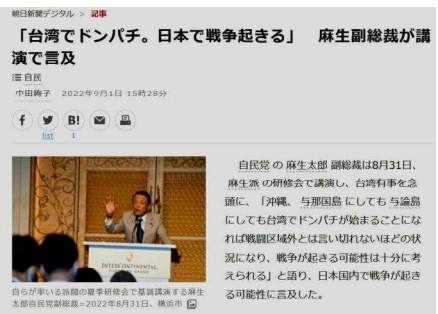 朝日新聞デジタル > 記事
「台湾でドンパチ。日本で戦争起きる」　麻生副総裁が講
演で言及
自民
中田絢子　2022年9月1日 15時28分
f B!
list 1
自民党 の 麻生太郎 副総裁は8月31日、
麻生派 の研修会で講演し、台湾有事を念
頭に、「沖縄、与那国島 にしても 与論島
にしても台湾でドンパチが始まることにな
れば戦闘区域外とは言い切れないほどの状
況になり、戦争が起きる可能性は十分に考
えられる」と語り、日本国内で戦争が起き
る可能性に言及した。
INTERCONTINENTAL.
自らが率いる派閥の夏季研修会で基調講演する麻生
太郎自民党副総裁=2022年8月31日、横浜市